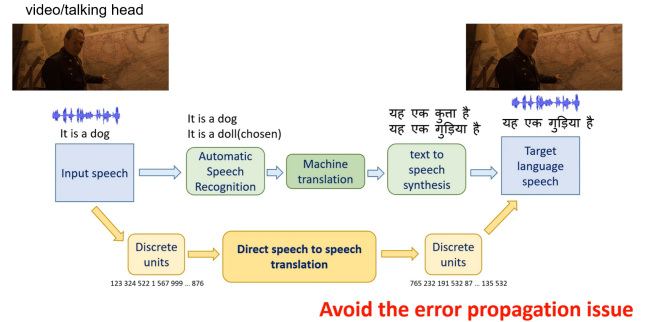 video/talking head
It is a dog
It is a dog
It is a doll(chosen)
यह एक कुत्ता है
यह एक गुड़िया है
यह एक गुड़िया है
Input speech
Automatic
Speech
Recognition
Machine
translation
text to
speech
synthesis
Target
language
speech
Discrete
units
Direct speech to speech
translation
Discrete
units
123 324 522 1 567 999 ... 876
765 232 191 532 87 ... 135 532
Avoid the error propagation issue